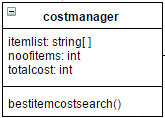 costmanager
itemlist: string[ ]
noofitems: int
totalcost: int
bestitemcostsearch()